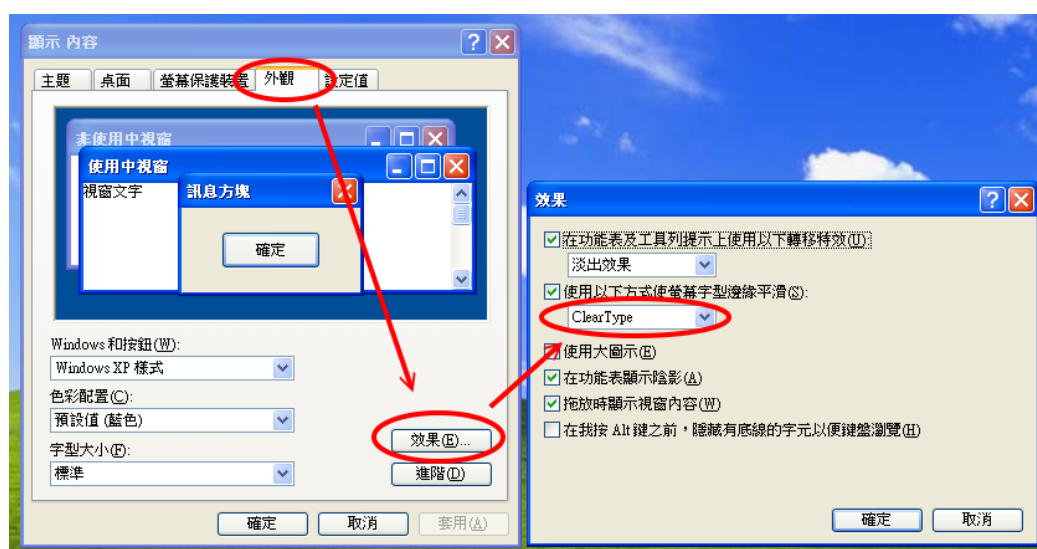 顯示 內容
主題 桌面 螢幕保護裝置 外觀 設定值
非使用中視窗
使用中視窗
視窗文字
訊息方塊
確定
Windows 和按鈕(W):
Windows XP 樣式
色彩配置(C):
預設值 (藍色)
字型大小(F):
標準
效果(E)...
進階(D)
確定 取消 套用(A)
效果
在功能表及工具列提示上使用以下轉移特效(U):
淡出效果
使用以下方式使螢幕字型邊緣平滑(S):
ClearType
使用大圖示(E)
在功能表顯示陰影(A)
拖放時顯示視窗內容(W)
在我按 Alt 鍵之前，隱藏有底線的字元以便鍵盤瀏覽(H)
確定 取消